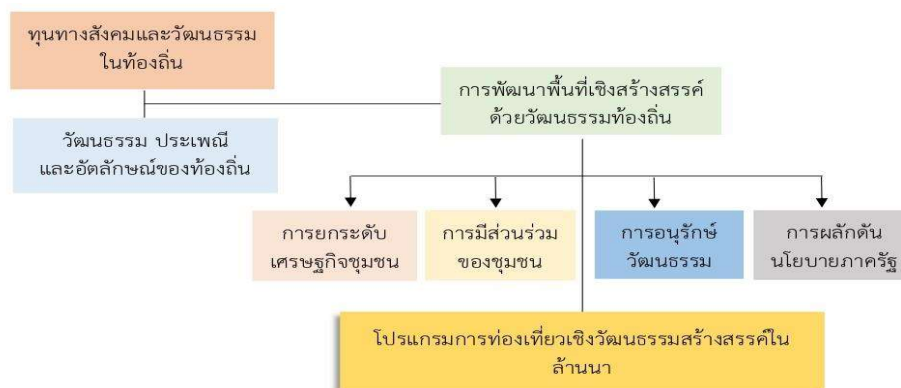 ทุนทางสังคมและวัฒนธรรม
ในท้องถิ่น
การพัฒนาพื้นที่เชิงสร้างสรรค์
ด้วยวัฒนธรรมท้องถิ่น
วัฒนธรรม ประเพณี
และอัตลักษณ์ของท้องถิ่น
การยกระดับ
เศรษฐกิจชุมชน
การมีส่วนร่วม
ของชุมชน
การอนุรักษ์
วัฒนธรรม
การผลักดัน
นโยบายภาครัฐ
โปรแกรมการท่องเที่ยวเชิงวัฒนธรรมสร้างสรรค์ใน
ล้านนา